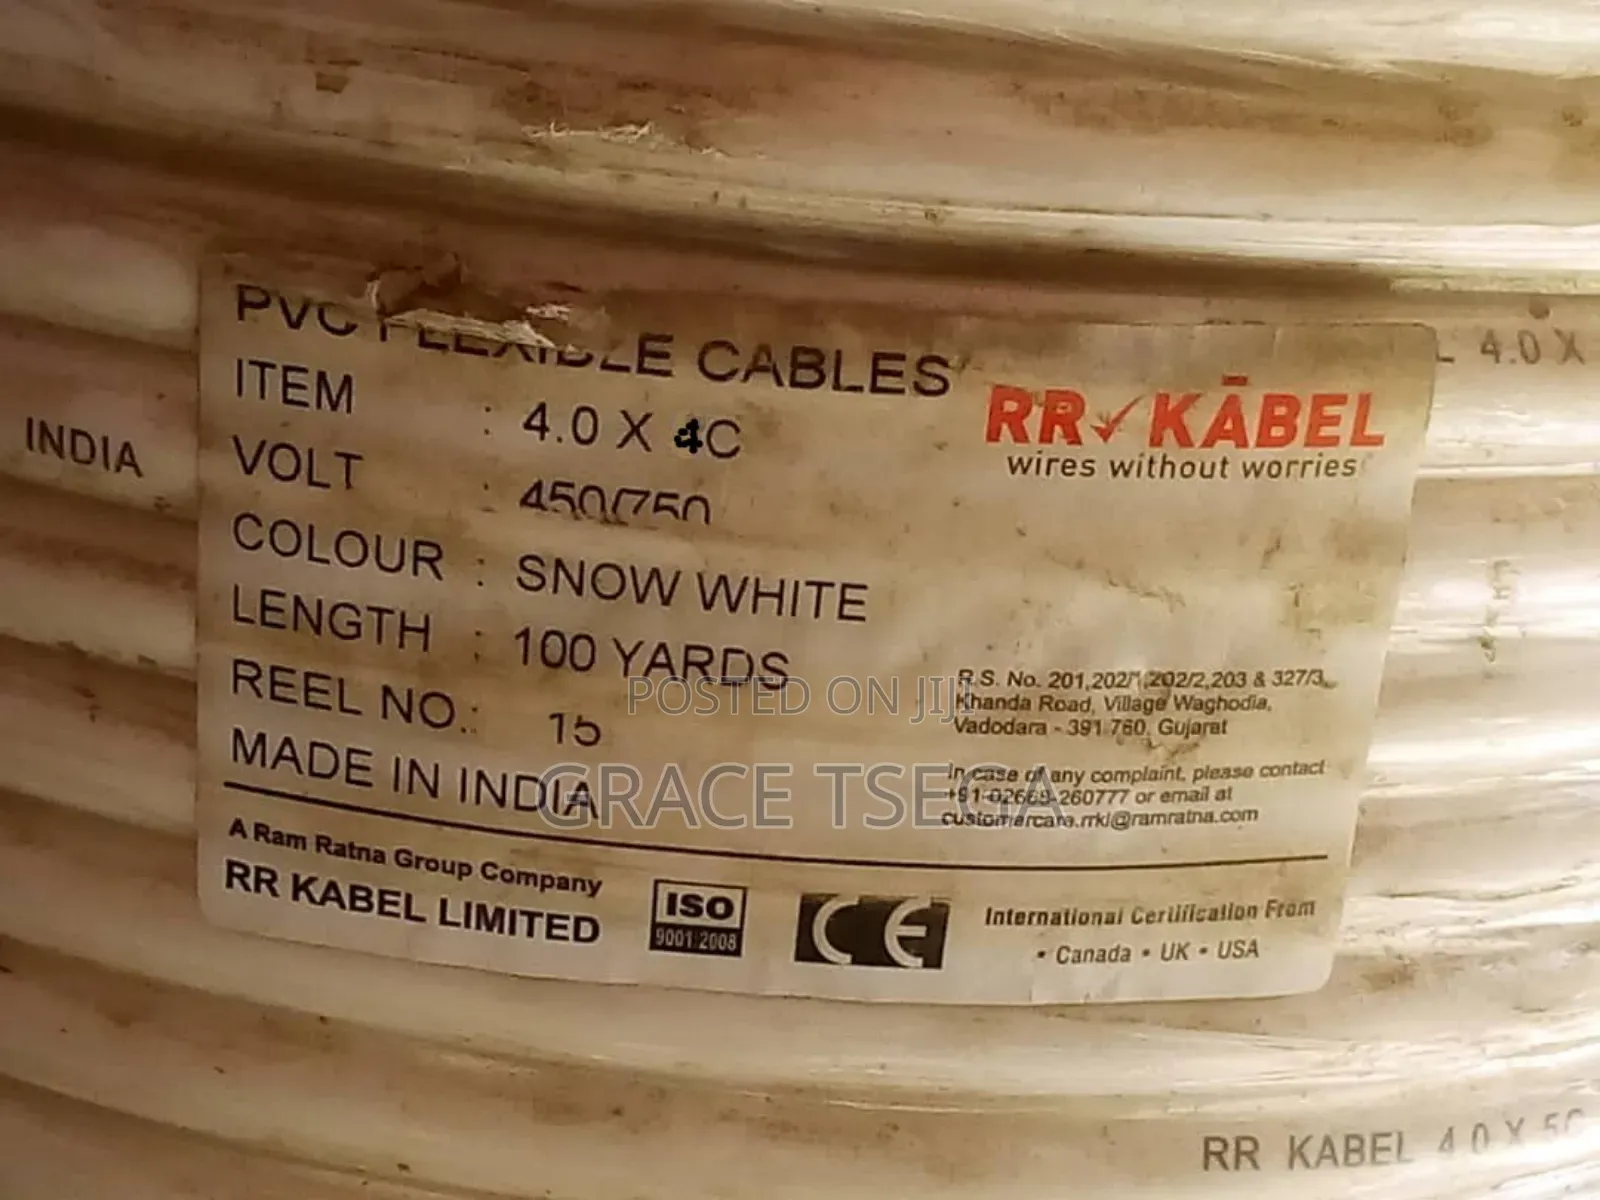 PVC FLEXIBLE CABLES
ITEM : 4.0 X 4C
VOLT : 450/750
COLOUR : SNOW WHITE
LENGTH : 100 YARDS
REEL NO.: 15
MADE IN INDIA
RR KABEL
wires without worries
R.S. No. 201,202/1,202/2,203 & 327/3,
Khanda Road, Village Waghodia,
Vadodara - 391 760. Gujarat
In case of any complaint, please contact
+91-02668-260777 or email at
customercare.rrkl@ramratna.com
A Ram Ratna Group Company
RR KABEL LIMITED
ISO
9001:2008
CE
International Certification From
• Canada • UK • USA
INDIA
L 4.0 X
RR KABEL 4.0 X 5C
POSTED ON JIJI
GRACE TSEGA